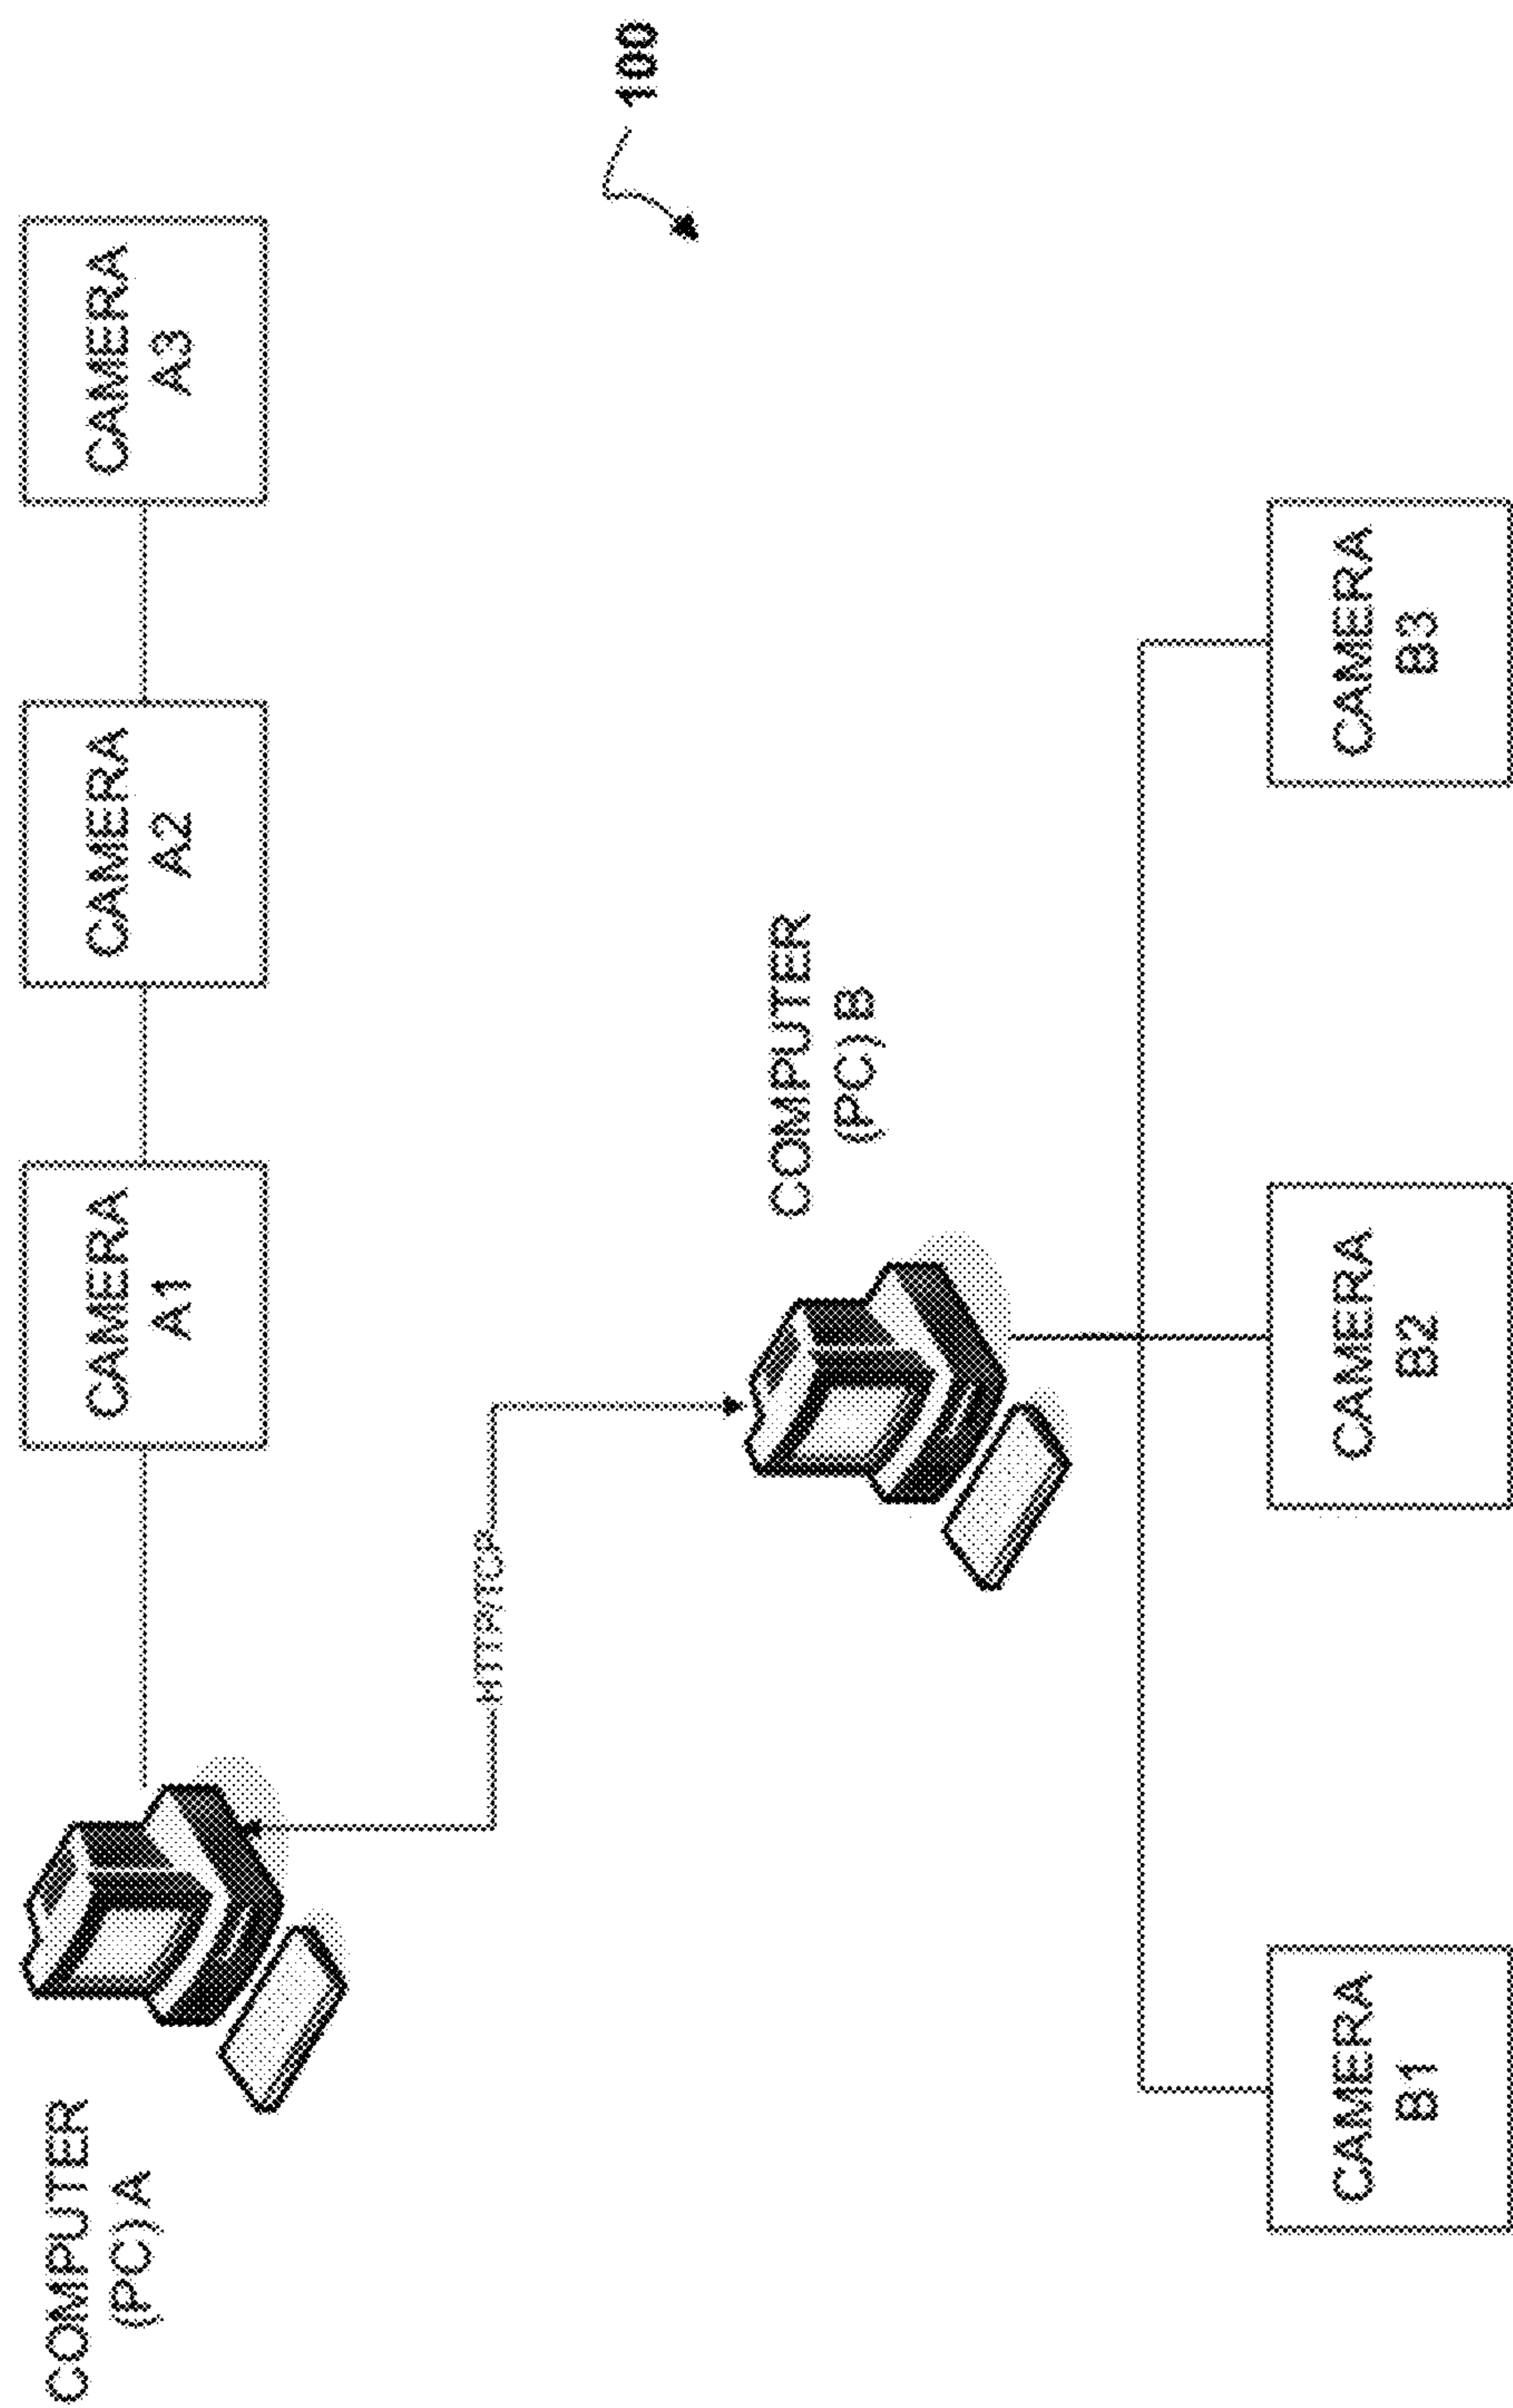 COMPUTER
(PC) A
CAMERA
A1
CAMERA
A2
CAMERA
A3
HTTP/TCP
100
COMPUTER
(PC) B
CAMERA
B1
CAMERA
B2
CAMERA
B3